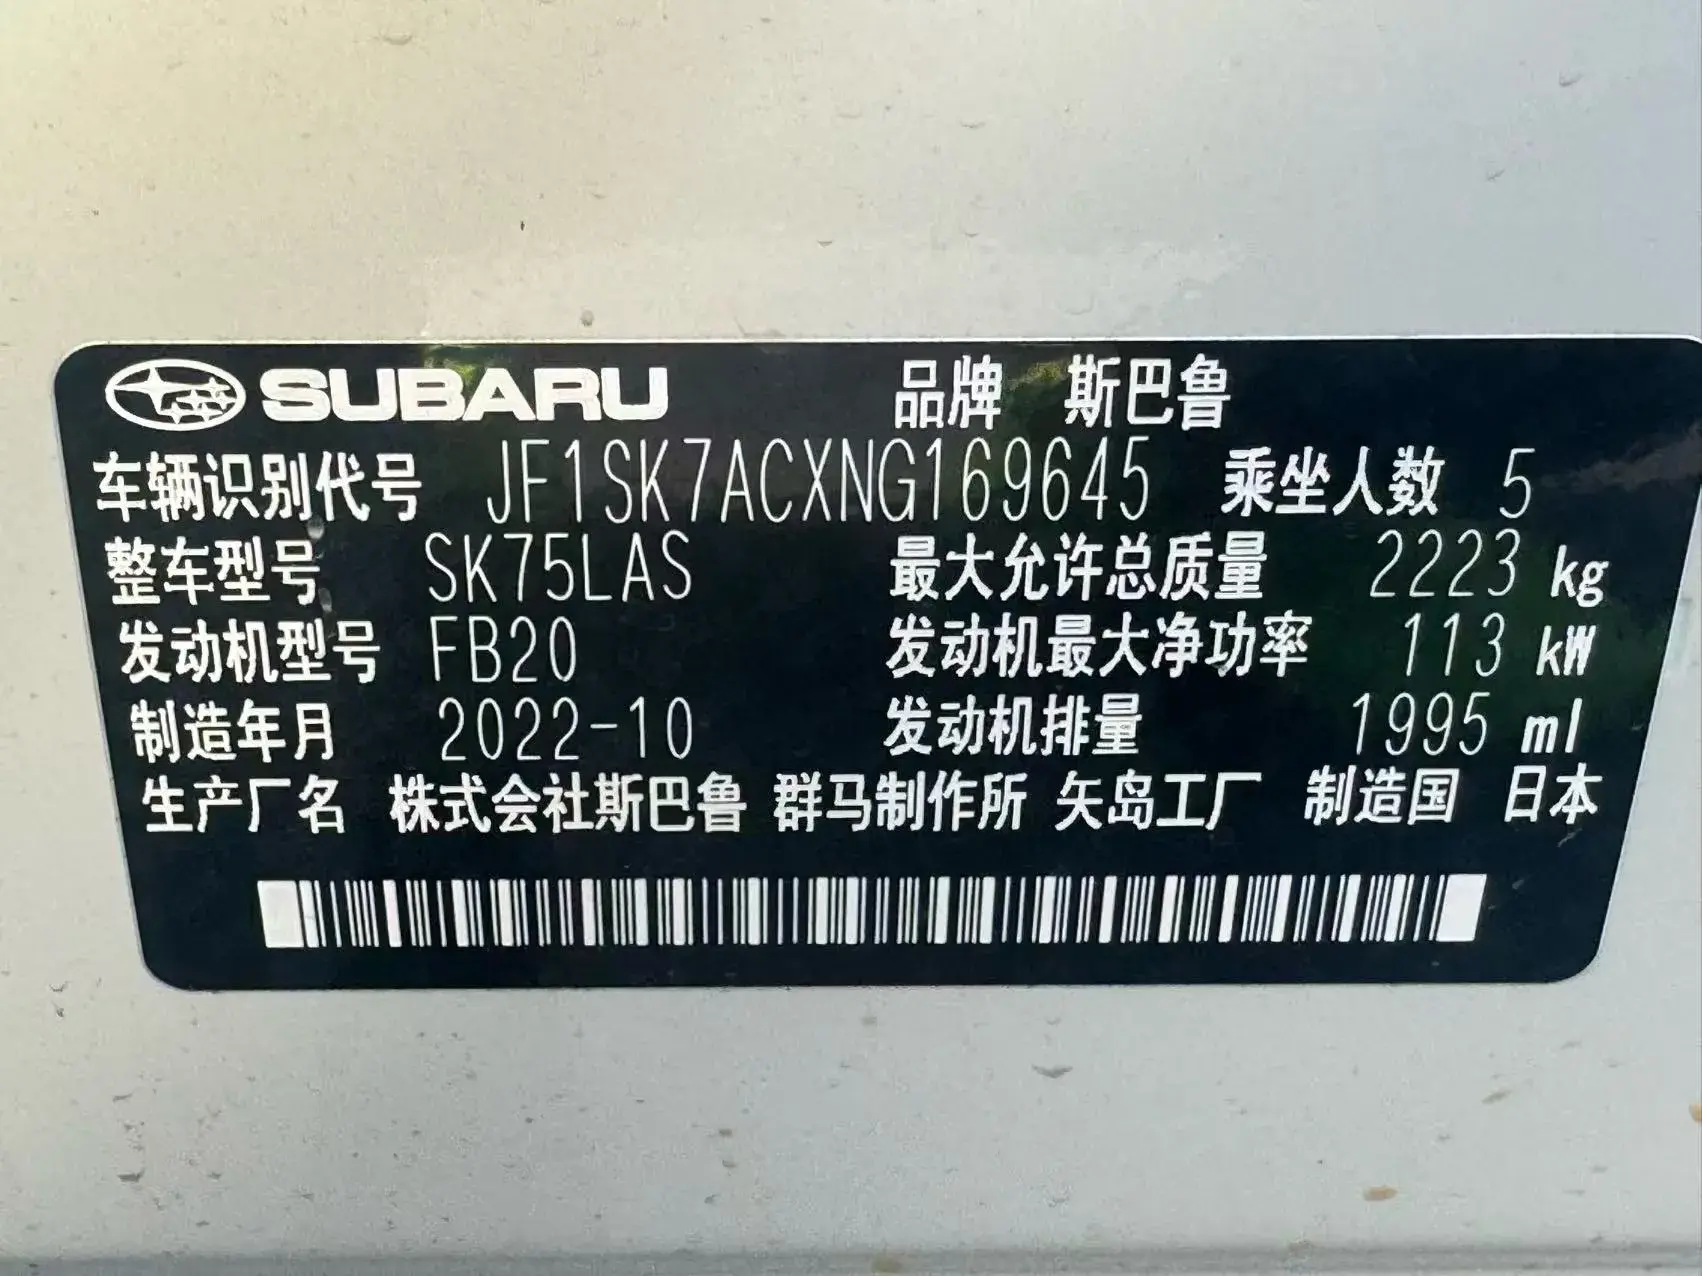 SUBARU 品牌 斯巴鲁
车辆识别代号 JF1SK7ACXNG169645 乘坐人数 5
整车型号 SK75LAS 最大允许总质量 2223 kg
发动机型号 FB20 发动机最大净功率 113 kW
制造年月 2022-10 发动机排量 1995 ml
生产厂名 株式会社斯巴鲁 群马制作所 矢岛工厂 制造国 日本